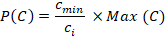 P(C) = c_min / c_i × Max (C)